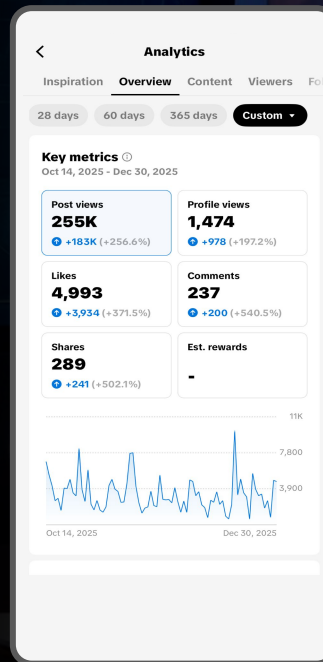 Analytics
Inspiration Overview Content Viewers Fo
28 days 60 days 365 days Custom
Key metrics
Oct 14, 2025 - Dec 30, 2025
Post views
255K
+183K (+256.6%)
Profile views
1,474
+978 (+197.2%)
Likes
4,993
+3,934 (+371.5%)
Comments
237
+200 (+540.5%)
Shares
289
+241 (+502.1%)
Est. rewards
-
11K
7,800
3,900
Oct 14, 2025 Dec 30, 2025